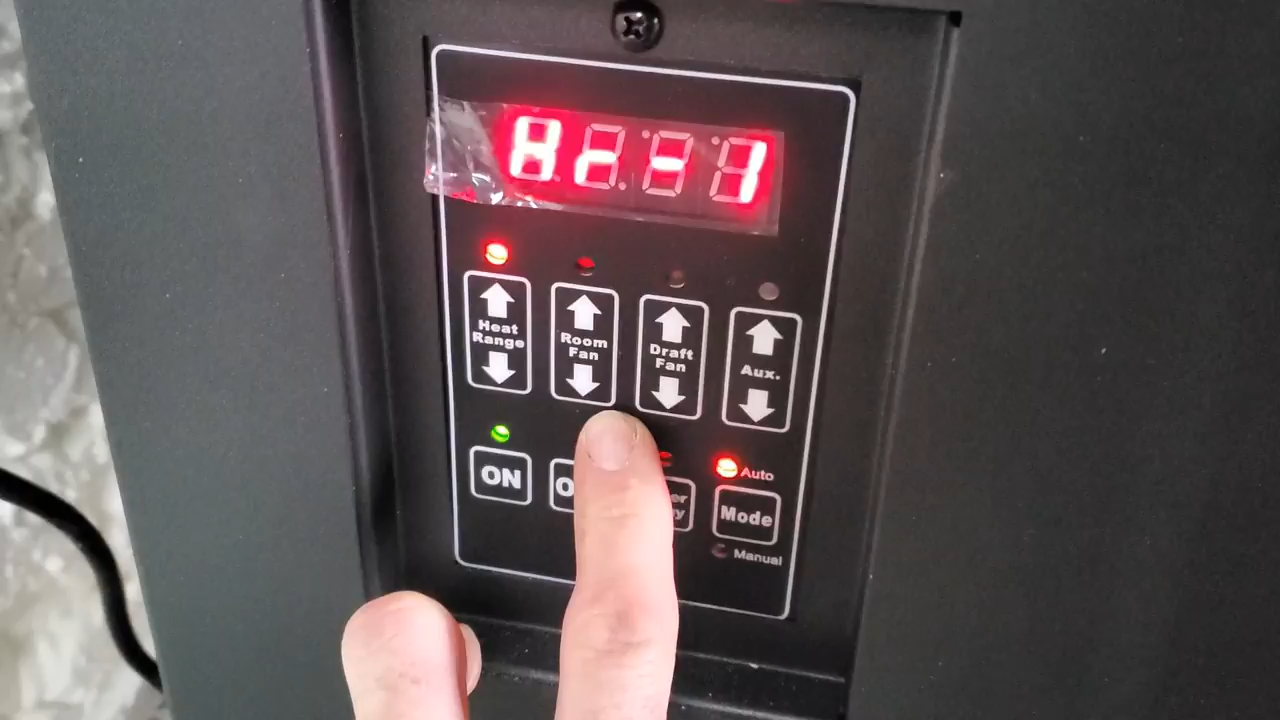 Hr-1
Heat
Range
Room
Fan
Draft
Fan
Aux.
ON
Auto
Mode
Manual